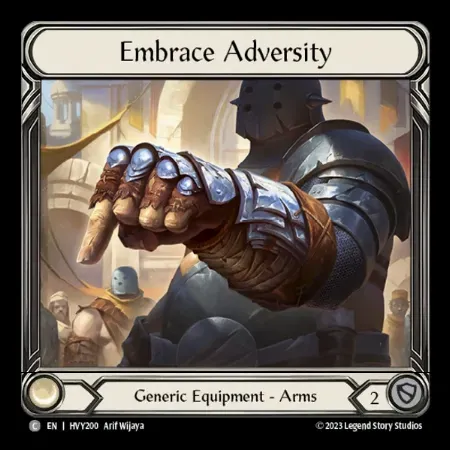 Embrace Adversity
Generic Equipment - Arms
2
C EN | HVY200 Arif Wijaya
© 2023 Legend Story Studios